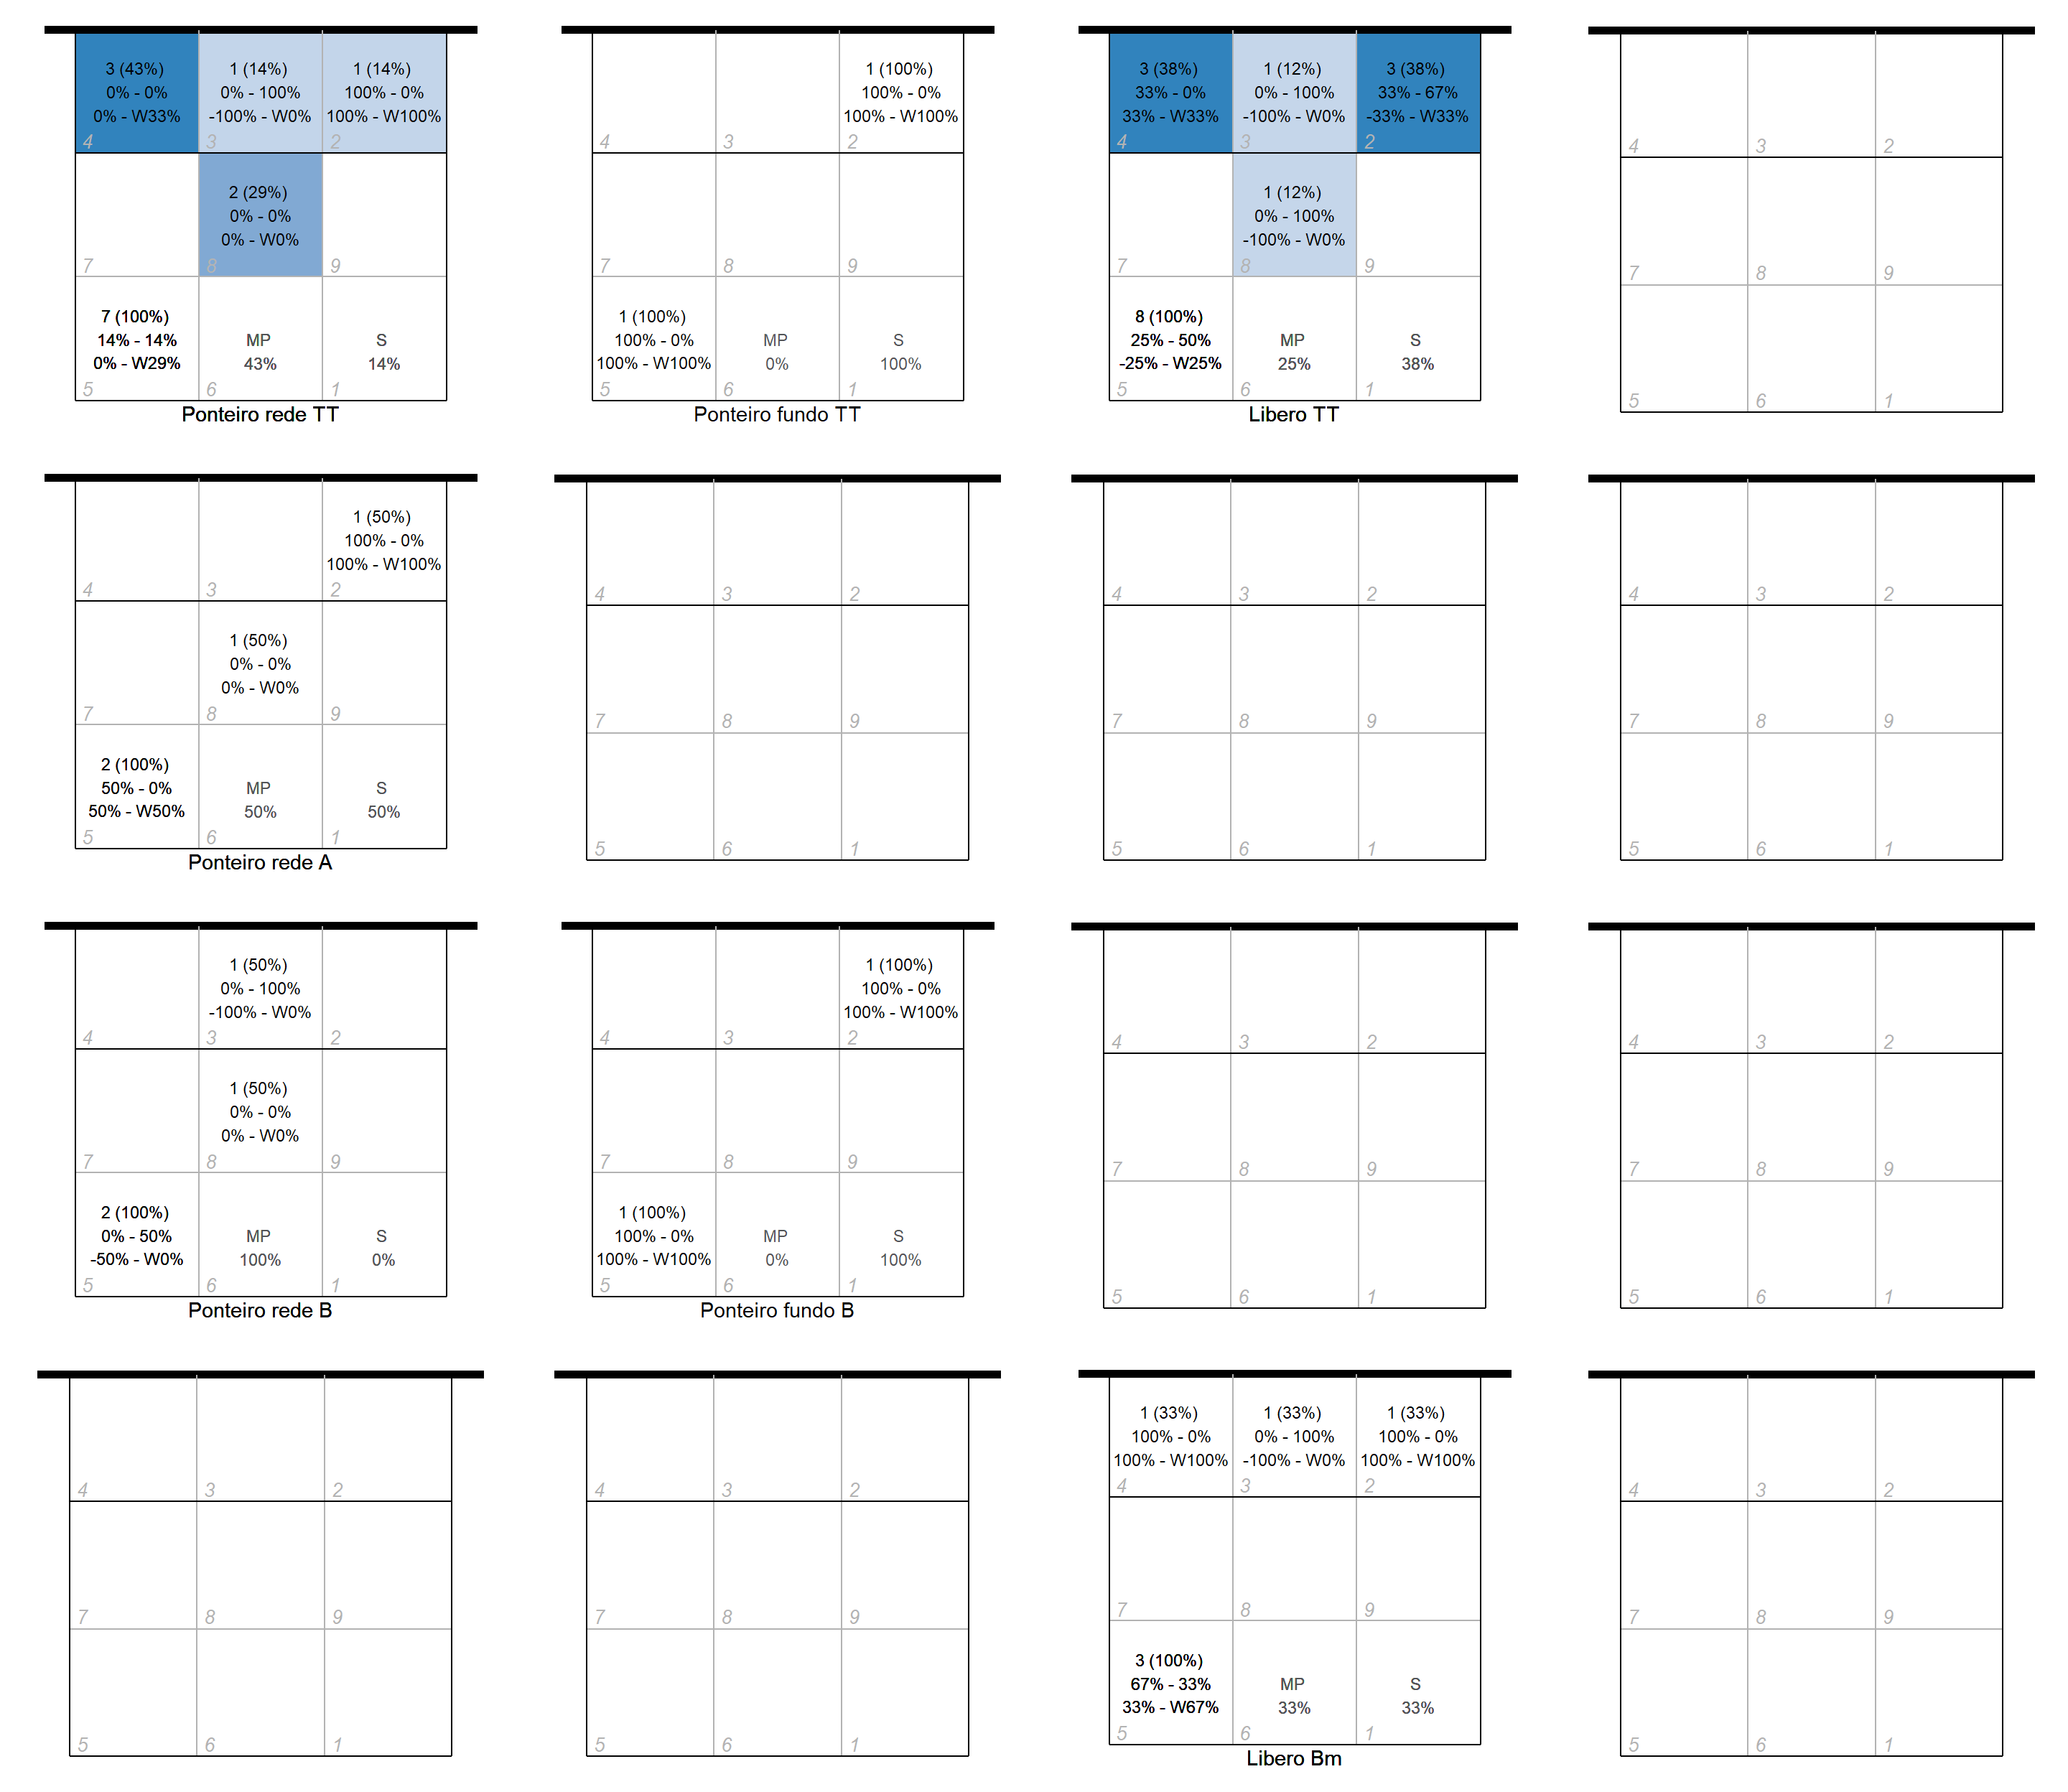 3 (43%)
0% - 0%
0% - W33%
4
1 (14%)
0% - 100%
-100% - W0%
3
1 (14%)
100% - 0%
100% - W100%
2
7
2 (29%)
0% - 0%
0% - W0%
8
9
7 (100%)
14% - 14%
0% - W29%
5
MP
43%
6
S
14%
1
Ponteiro rede TT
4
3
1 (100%)
100% - 0%
100% - W100%
2
7
8
9
1 (100%)
100% - 0%
100% - W100%
5
MP
0%
6
S
100%
1
Ponteiro fundo TT
3 (38%)
33% - 0%
33% - W33%
4
1 (12%)
0% - 100%
-100% - W0%
3
3 (38%)
33% - 67%
-33% - W33%
2
7
1 (12%)
0% - 100%
-100% - W0%
8
9
8 (100%)
25% - 50%
-25% - W25%
5
MP
25%
6
S
38%
1
Libero TT
4
3
2
7
8
9
5
6
1
4
3
1 (50%)
100% - 0%
100% - W100%
2
7
1 (50%)
0% - 0%
0% - W0%
8
9
2 (100%)
50% - 0%
50% - W50%
5
MP
50%
6
S
50%
1
Ponteiro rede A
4
3
2
7
8
9
5
6
1
4
3
2
7
8
9
5
6
1
4
3
2
7
8
9
5
6
1
4
1 (50%)
0% - 100%
-100% - W0%
3
2
7
1 (50%)
0% - 0%
0% - W0%
8
9
2 (100%)
0% - 50%
-50% - W0%
5
MP
100%
6
S
0%
1
Ponteiro rede B
4
3
1 (100%)
100% - 0%
100% - W100%
2
7
8
9
1 (100%)
100% - 0%
100% - W100%
5
MP
0%
6
S
100%
1
Ponteiro fundo B
4
3
2
7
8
9
5
6
1
4
3
2
7
8
9
5
6
1
4
3
2
7
8
9
5
6
1
4
3
2
7
8
9
5
6
1
1 (33%)
100% - 0%
100% - W100%
4
1 (33%)
0% - 100%
-100% - W0%
3
1 (33%)
100% - 0%
100% - W100%
2
7
8
9
3 (100%)
67% - 33%
33% - W67%
5
MP
33%
6
S
33%
1
Libero Bm
4
3
2
7
8
9
5
6
1